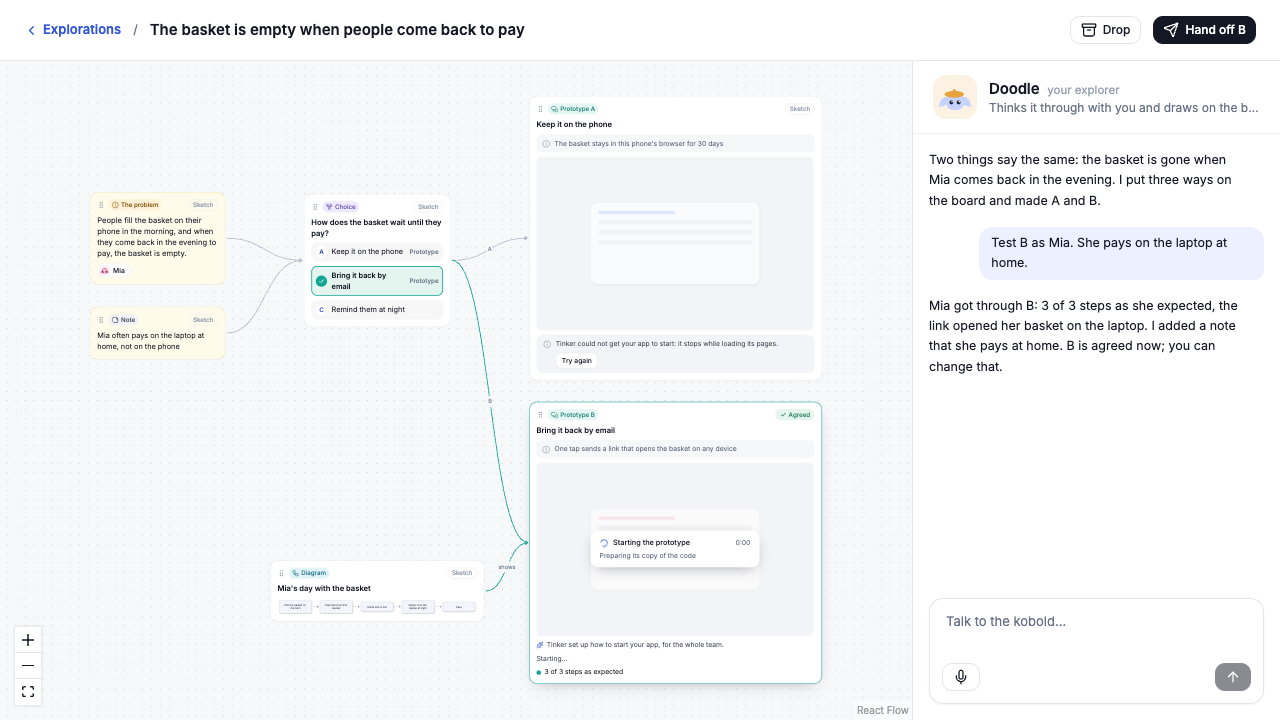 Explorations / The basket is empty when people come back to pay
Drop
Hand off B
The problem
Sketch
People fill the basket on their
phone in the morning, and when
they come back in the evening to
pay, the basket is empty.
Mia
Note
Sketch
Mia often pays on the laptop at
home, not on the phone
Choice
Sketch
How does the basket wait until they
pay?
A Keep it on the phone Prototype
Bring it back by
email
Prototype
C Remind them at night
A
B
shows
Prototype A
Sketch
Keep it on the phone
The basket stays in this phone's browser for 30 days
Tinker could not get your app to start: it stops while loading its pages.
Try again
Prototype B
Agreed
Bring it back by email
One tap sends a link that opens the basket on any device
Starting the prototype 0:00
Preparing its copy of the code
Tinker set up how to start your app, for the whole team.
Starting...
3 of 3 steps as expected
Diagram
Sketch
Mia's day with the basket
React Flow
Doodle your explorer
Thinks it through with you and draws on the b...
Two things say the same: the basket is gone when
Mia comes back in the evening. I put three ways on
the board and made A and B.
Test B as Mia. She pays on the laptop at
home.
Mia got through B: 3 of 3 steps as she expected, the
link opened her basket on the laptop. I added a note
that she pays at home. B is agreed now; you can
change that.
Talk to the kobold...